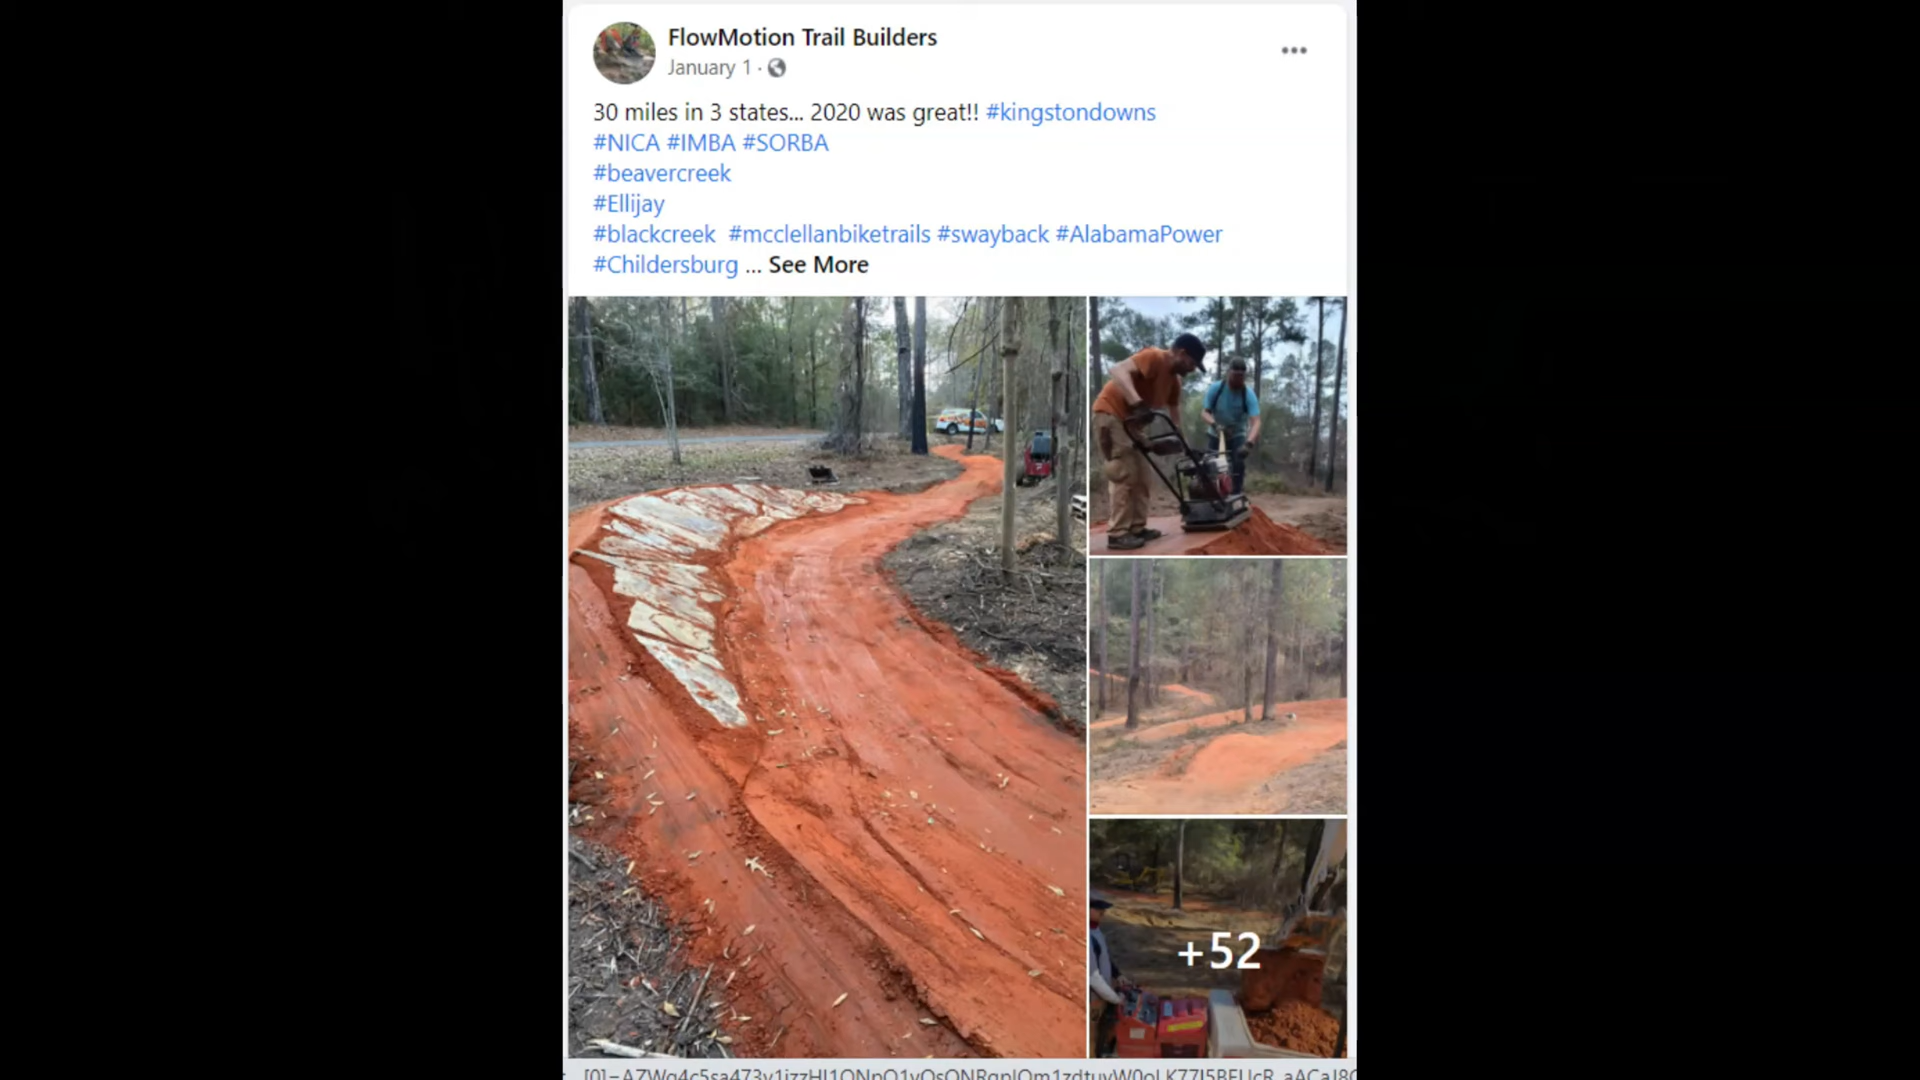 FlowMotion Trail Builders
January 1 ·
30 miles in 3 states... 2020 was great!! #kingstondowns
#NICA #IMBA #SORBA
#beavercreek
#Ellijay
#blackcreek #mcclellanbiketrails #swayback #AlabamaPower
#Childersburg ... See More
+52